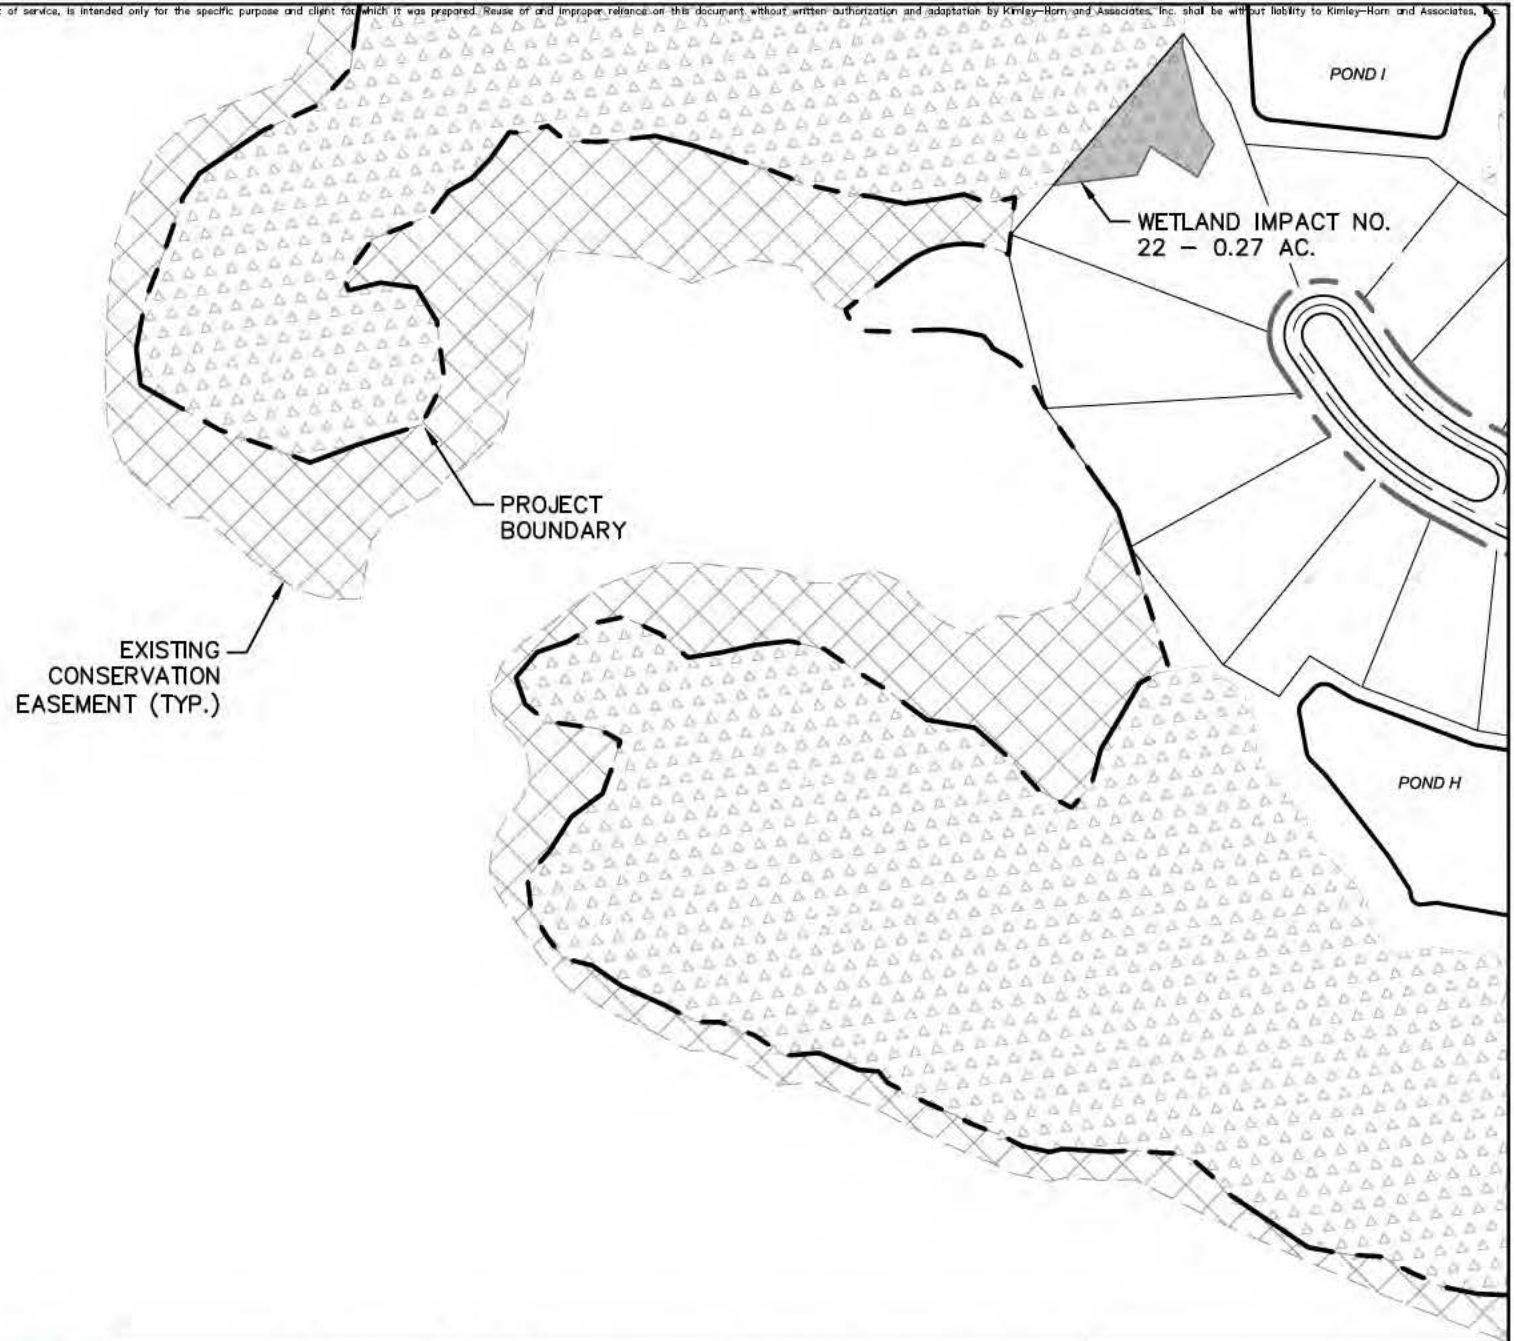 of service, is intended only for the specific purpose and client for which it was prepared. Reuse of and improper reliance on this document without written authorization and adaptation by Kimley-Horn and Associates, Inc. shall be without liability to Kimley-Horn and Associates, Inc.
POND I
WETLAND IMPACT NO.
22 - 0.27 AC.
PROJECT
BOUNDARY
EXISTING
CONSERVATION
EASEMENT (TYP.)
POND H